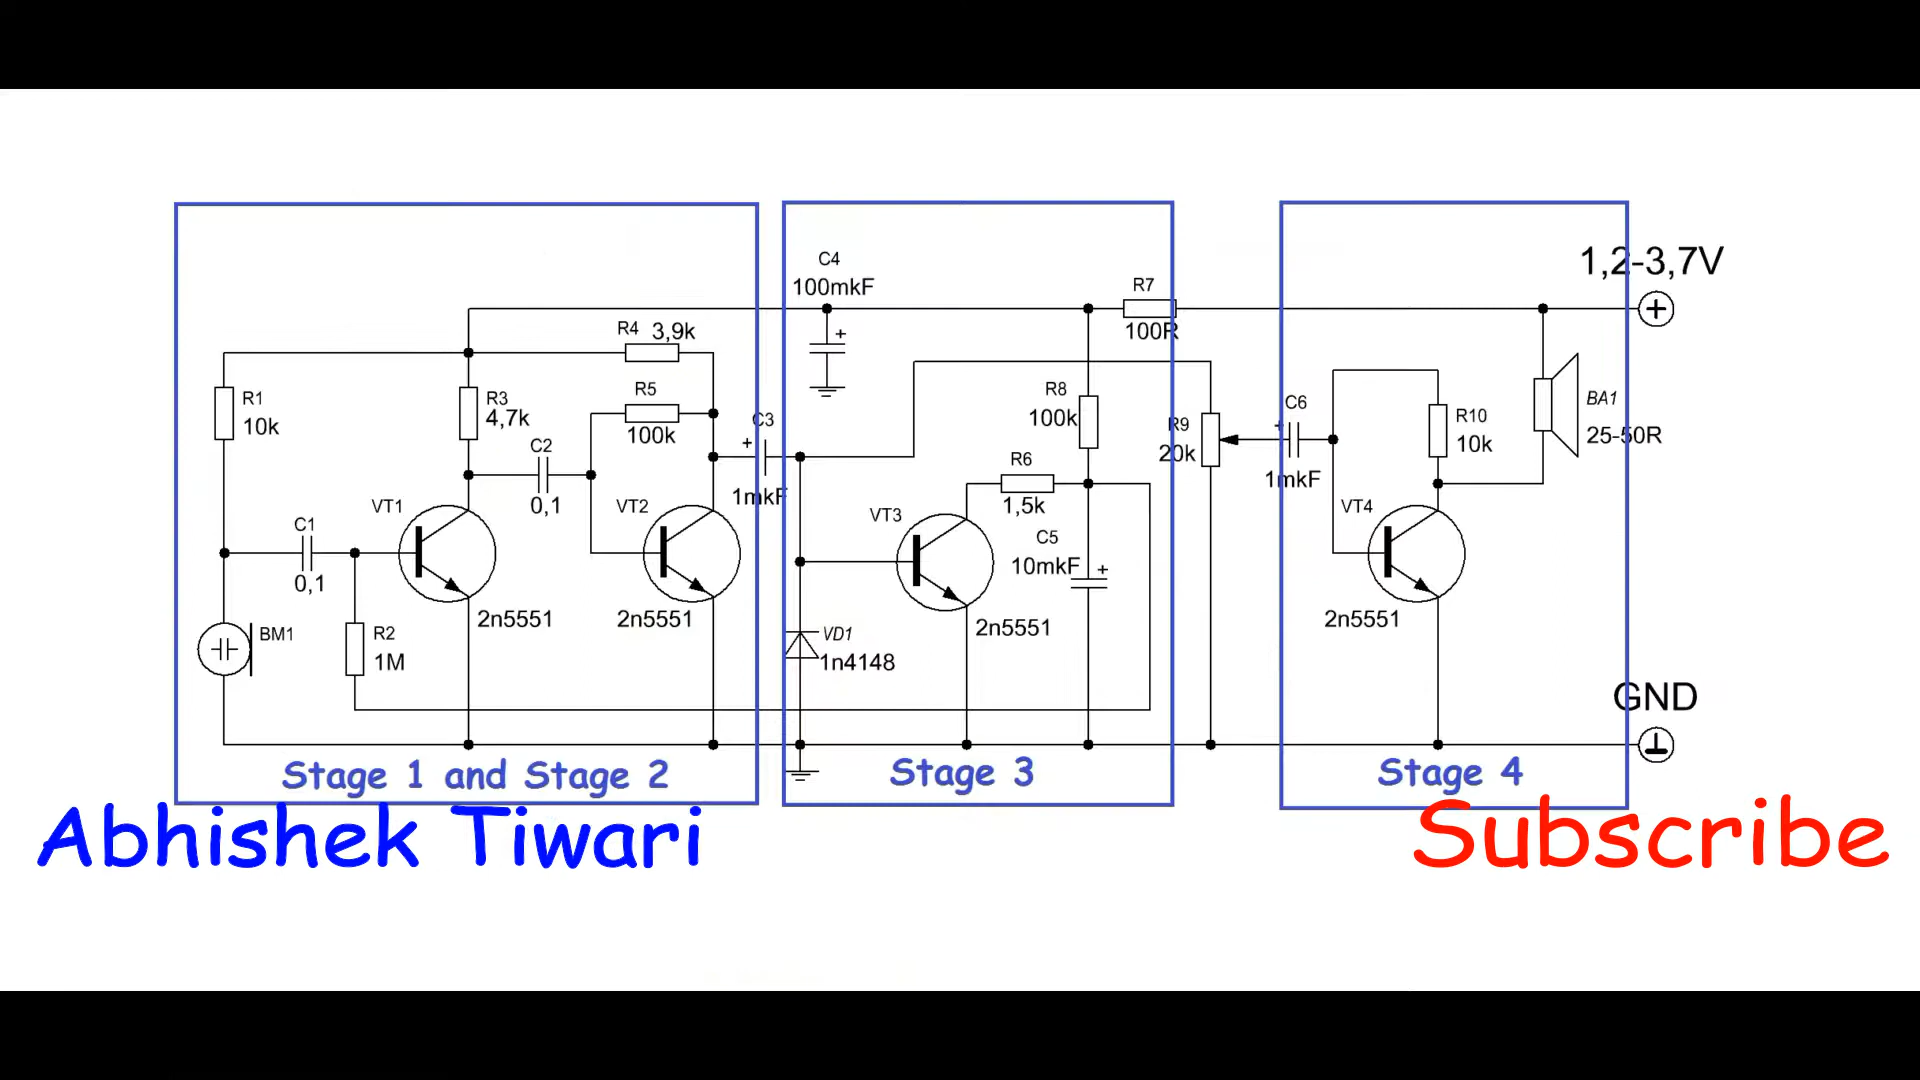 C4
100mkF
1,2-3,7V
R7
100R
R4 3,9k
R1
10k
R3
4,7k
R5
100k
C2
0,1
C3
1mkF
R8
100k
R9
20k
C6
1mkF
R10
10k
BA1
25-50R
R6
1,5k
VT1
VT2
VT3
VT4
C1
0,1
C5
10mkF
2n5551
2n5551
2n5551
2n5551
BM1
R2
1M
VD1
1n4148
GND
Stage 1 and Stage 2
Stage 3
Stage 4
Abhishek Tiwari
Subscribe